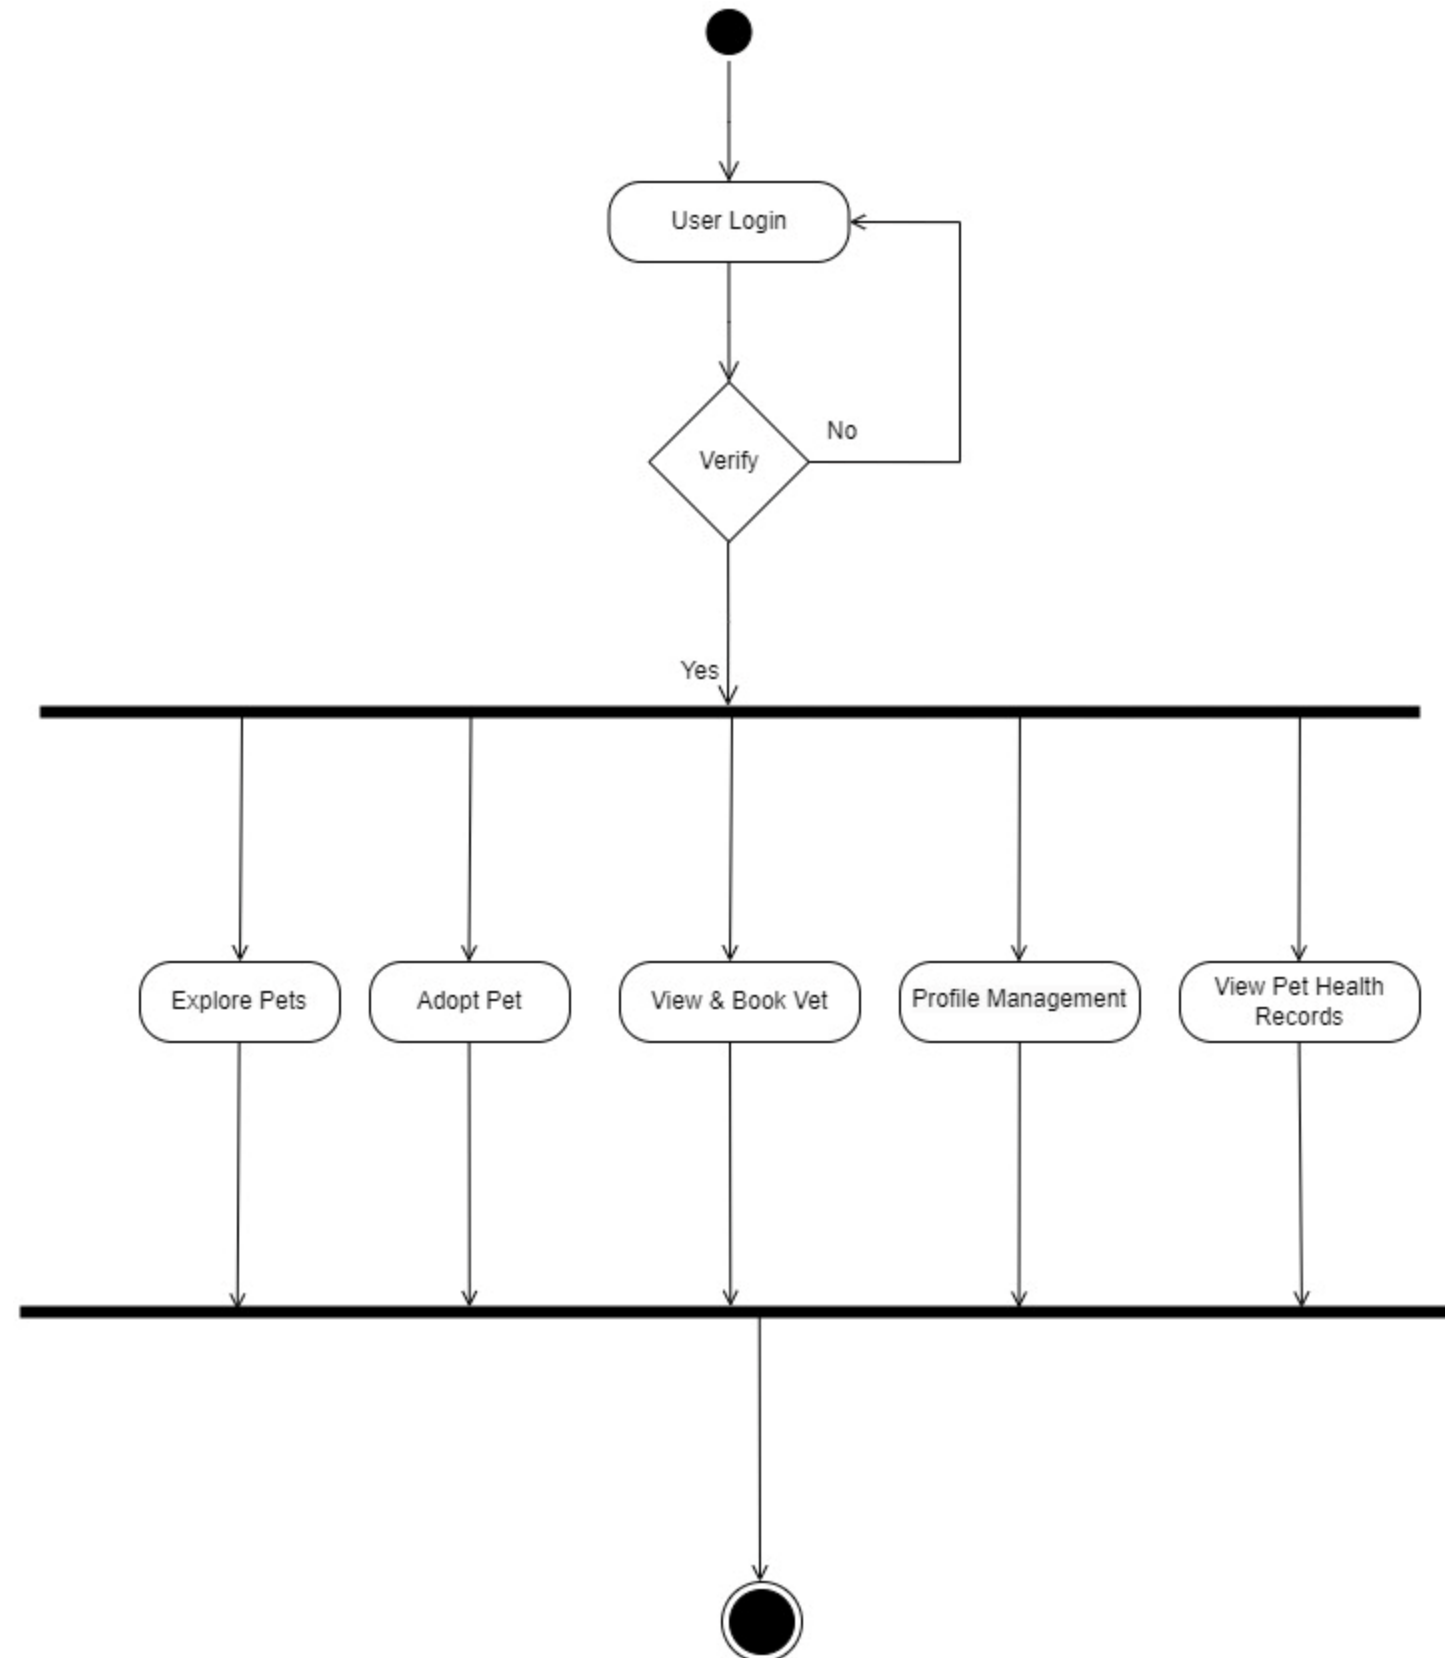 User Login
No
Verify
Yes
Explore Pets
Adopt Pet
View & Book Vet
Profile Management
View Pet Health
Records